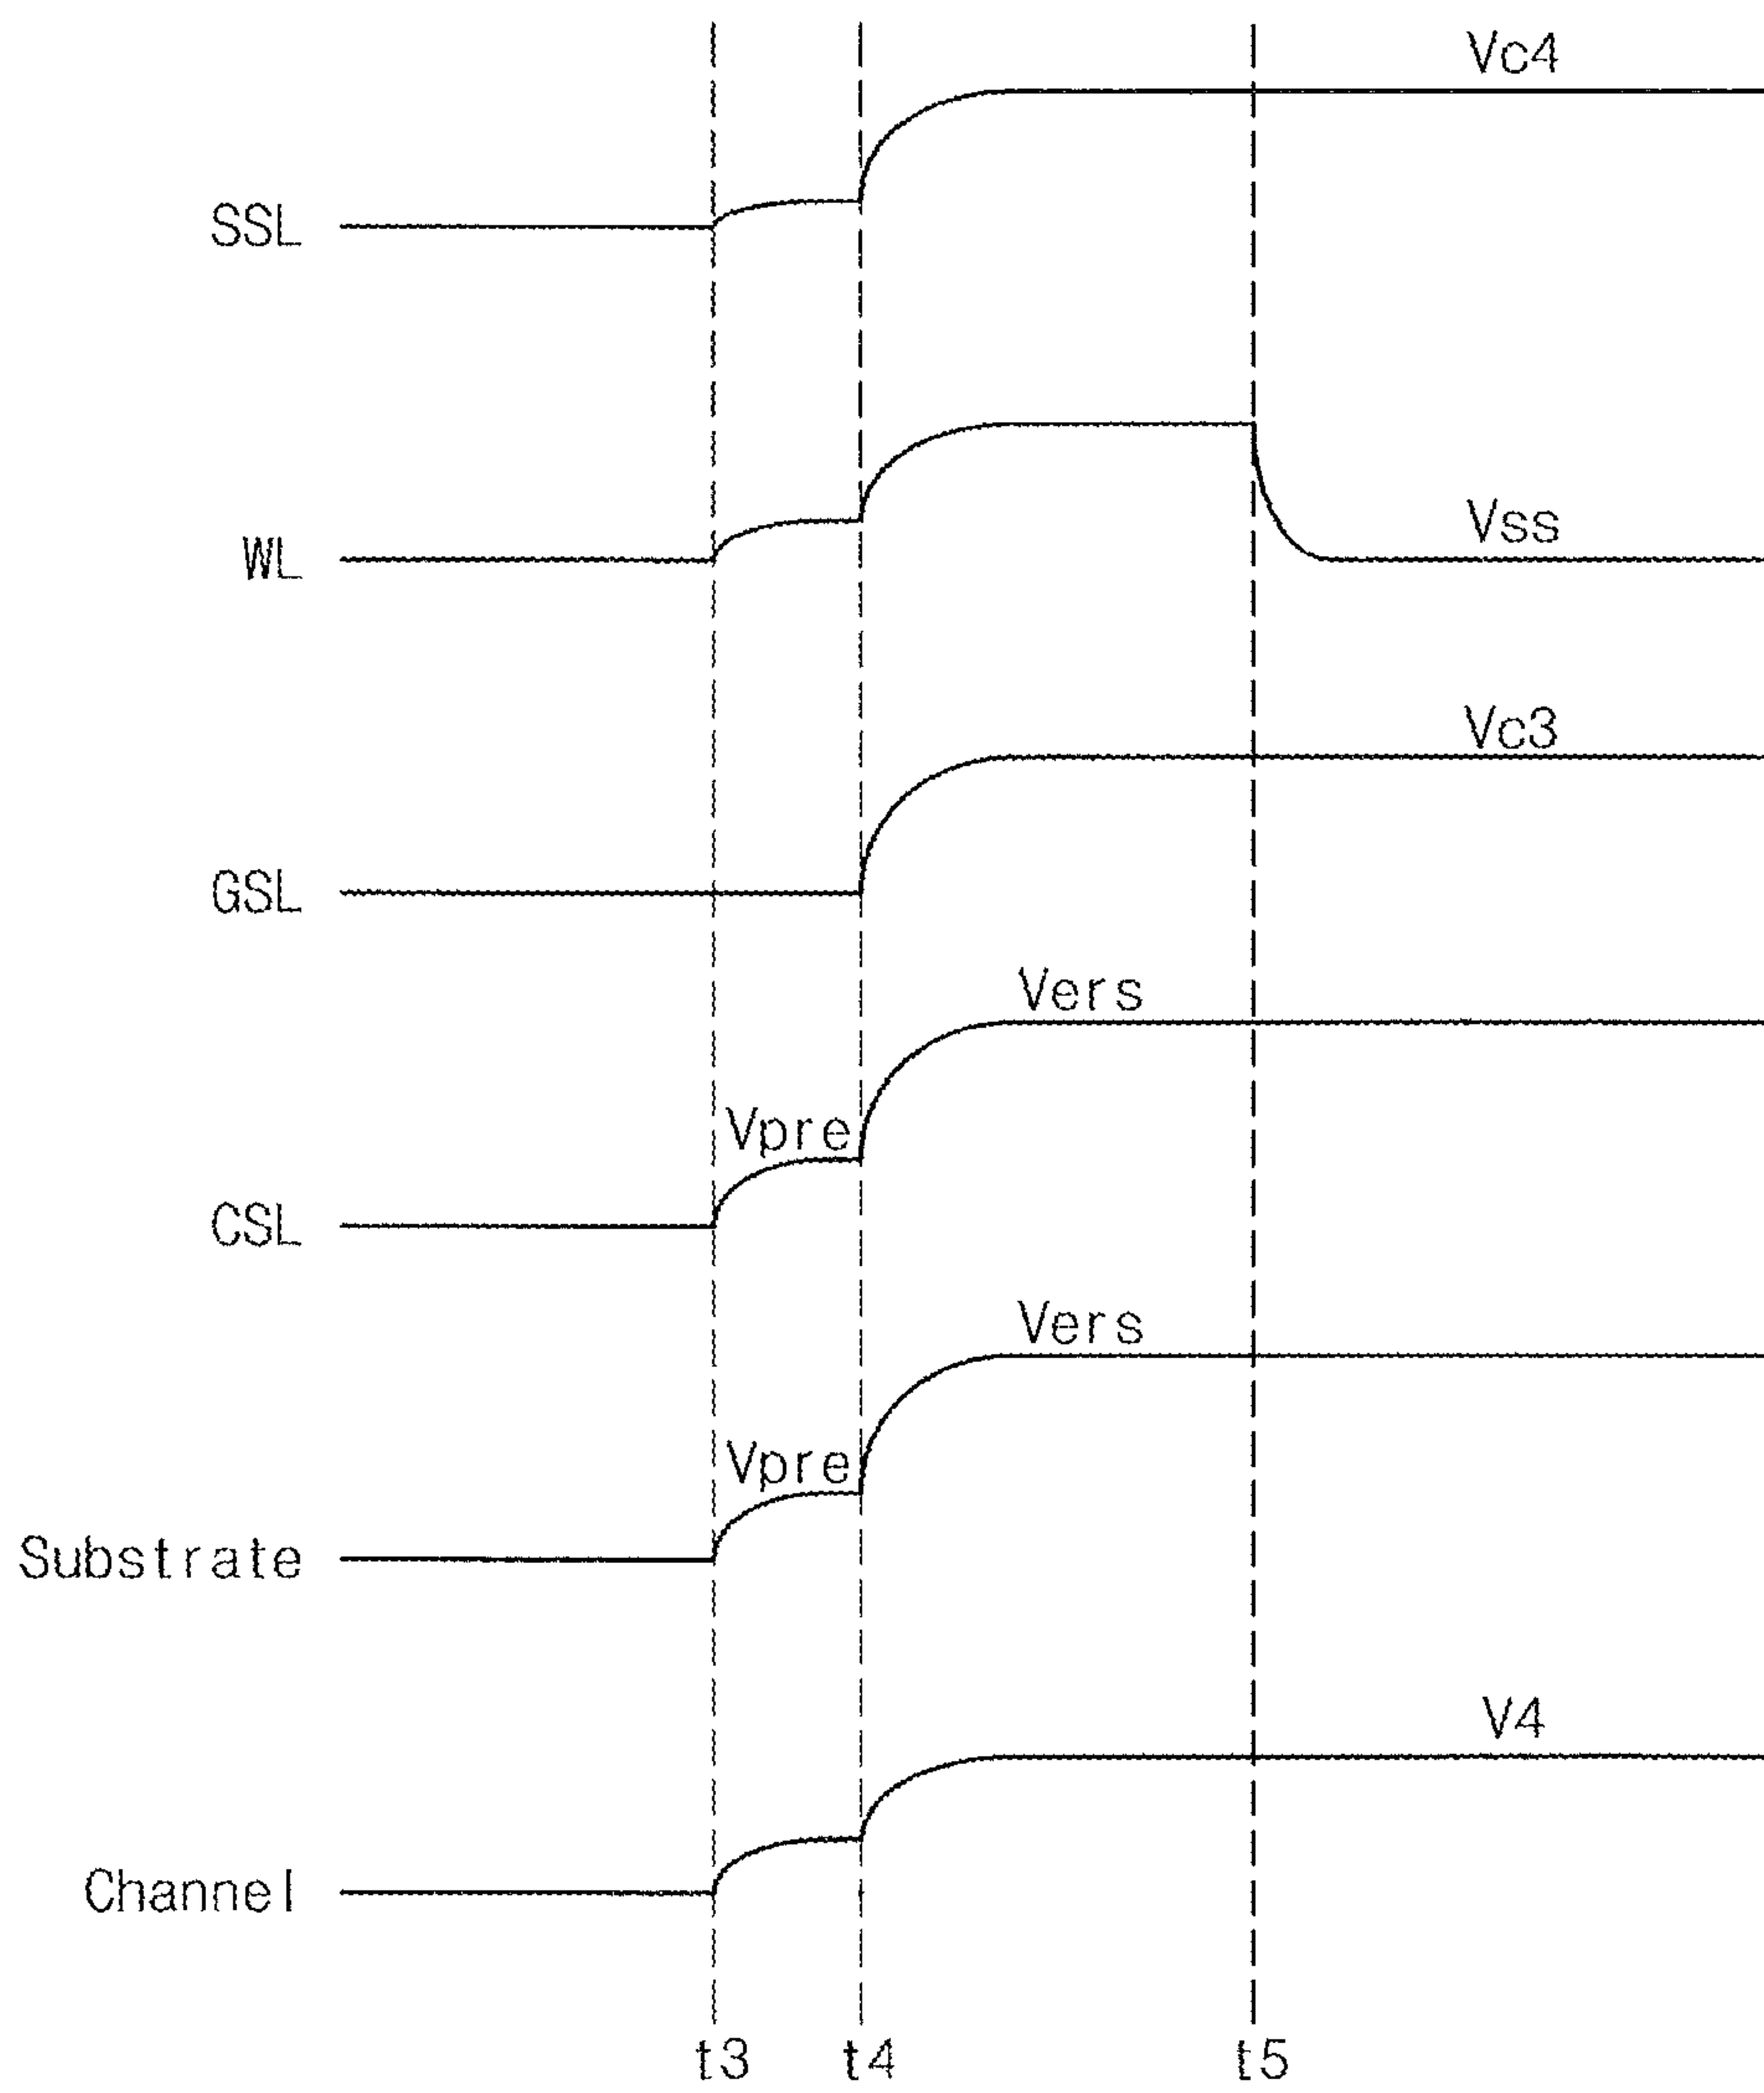 Vc4
SSL
WL
Vss
Vc3
GSL
Vers
Vpre
CSL
Vers
Vpre
Substrate
V4
Channel
t3 t4 t5